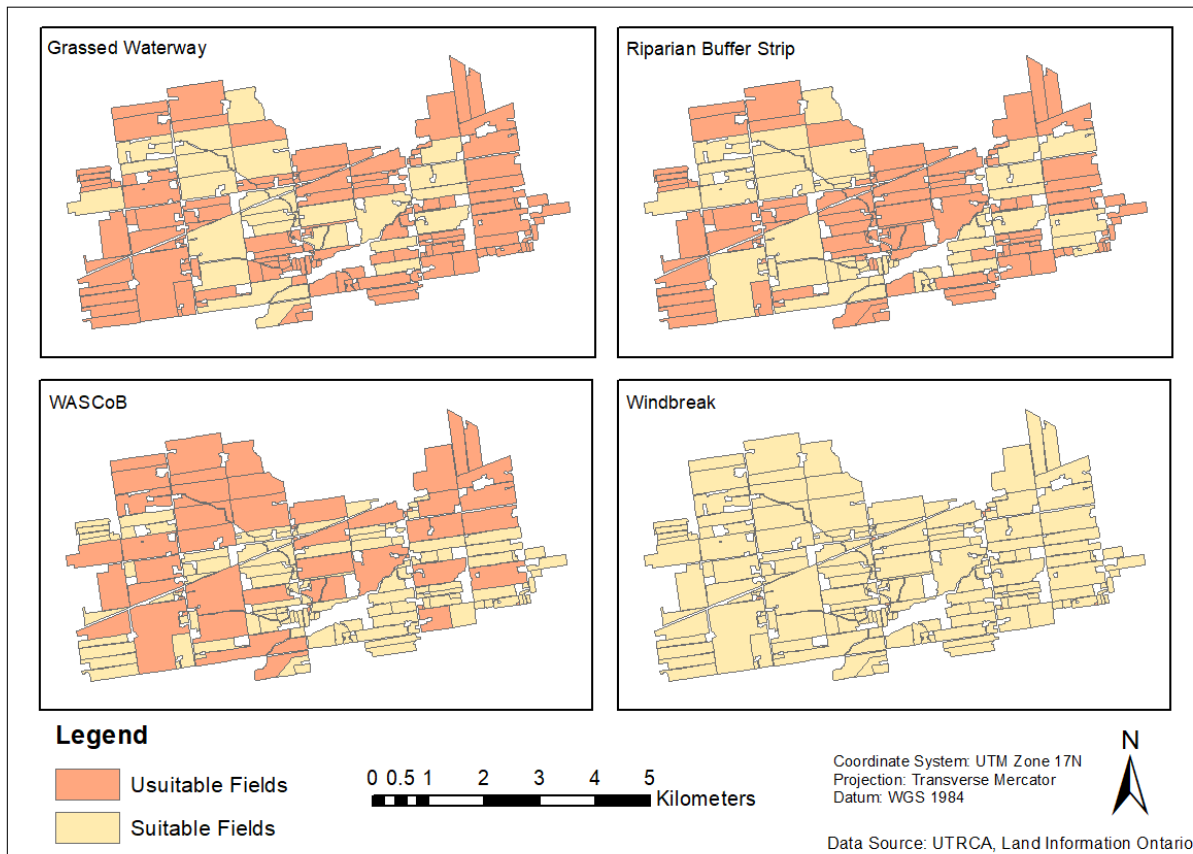 Grassed Waterway
Riparian Buffer Strip
WASCoB
Windbreak
Legend
Usuitable Fields
Suitable Fields
0 0.5 1 2 3 4 5
Kilometers
Coordinate System: UTM Zone 17N
Projection: Transverse Mercator
Datum: WGS 1984
N
Data Source: UTRCA, Land Information Ontario